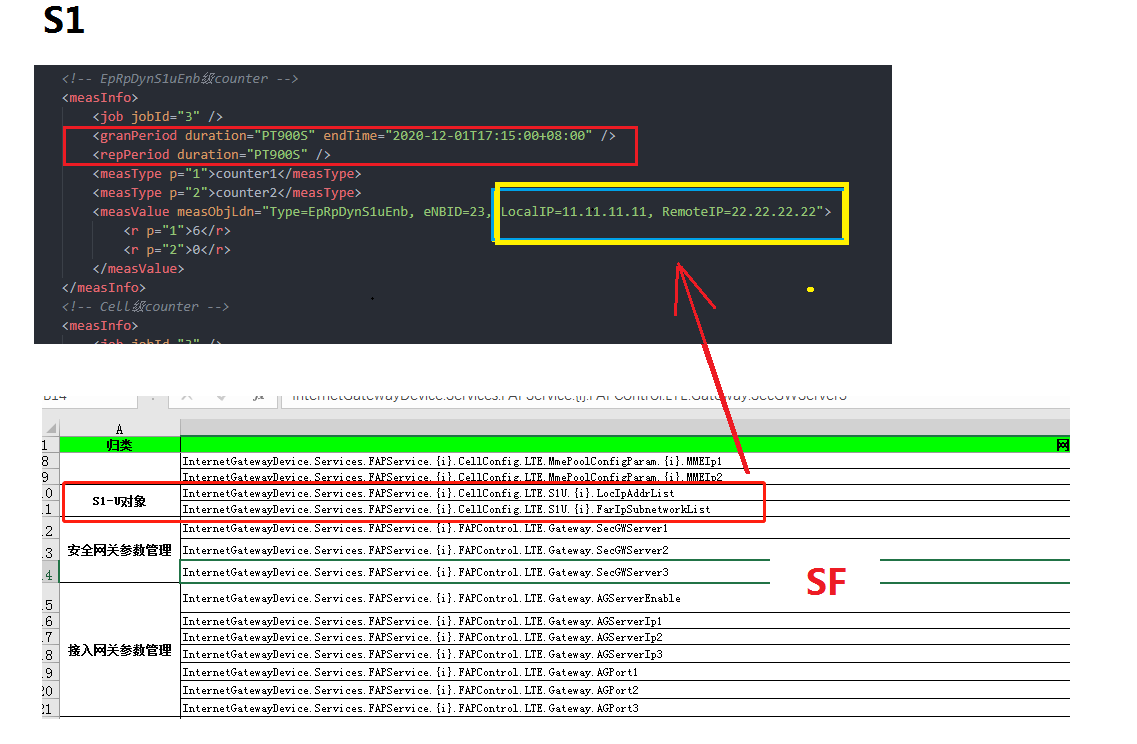 S1
<!-- EpRpDynS1uEnb级counter -->
<measInfo>
<job jobId="3" />
<granPeriod duration="PT900S" endTime="2020-12-01T17:15:00+08:00" />
<repPeriod duration="PT900S" />
<measType p="1">counter1</measType>
<measType p="2">counter2</measType>
<measValue measObjLdn="Type=EpRpDynS1uEnb, eNBID=23, LocalIP=11.11.11.11, RemoteIP=22.22.22.22">
<r p="1">6</r>
<r p="2">0</r>
</measValue>
</measInfo>
<!-- Cell级counter -->
<measInfo>
InternetGatewayDevice.Services.FAPService.{i}.FAPControl.LTE.Gateway.SecGWServer3
A
1 归类 网
8 InternetGatewayDevice.Services.FAPService.{i}.CellConfig.LTE.MmePoolConfigParam.{i}.MMEIp1
9 InternetGatewayDevice.Services.FAPService.{i}.CellConfig.LTE.MmePoolConfigParam.{i}.MMEIp2
S1-U对象
InternetGatewayDevice.Services.FAPService.{i}.CellConfig.LTE.S1U.{i}.LocIpAddrList
InternetGatewayDevice.Services.FAPService.{i}.CellConfig.LTE.S1U.{i}.FarIpSubnetworkList
安全网关参数管理
InternetGatewayDevice.Services.FAPService.{i}.FAPControl.LTE.Gateway.SecGWServer1
InternetGatewayDevice.Services.FAPService.{i}.FAPControl.LTE.Gateway.SecGWServer2
InternetGatewayDevice.Services.FAPService.{i}.FAPControl.LTE.Gateway.SecGWServer3
SF
接入网关参数管理
InternetGatewayDevice.Services.FAPService.{i}.FAPControl.LTE.Gateway.AGServerEnable
InternetGatewayDevice.Services.FAPService.{i}.FAPControl.LTE.Gateway.AGServerIp1
InternetGatewayDevice.Services.FAPService.{i}.FAPControl.LTE.Gateway.AGServerIp2
InternetGatewayDevice.Services.FAPService.{i}.FAPControl.LTE.Gateway.AGServerIp3
InternetGatewayDevice.Services.FAPService.{i}.FAPControl.LTE.Gateway.AGPort1
InternetGatewayDevice.Services.FAPService.{i}.FAPControl.LTE.Gateway.AGPort2
InternetGatewayDevice.Services.FAPService.{i}.FAPControl.LTE.Gateway.AGPort3